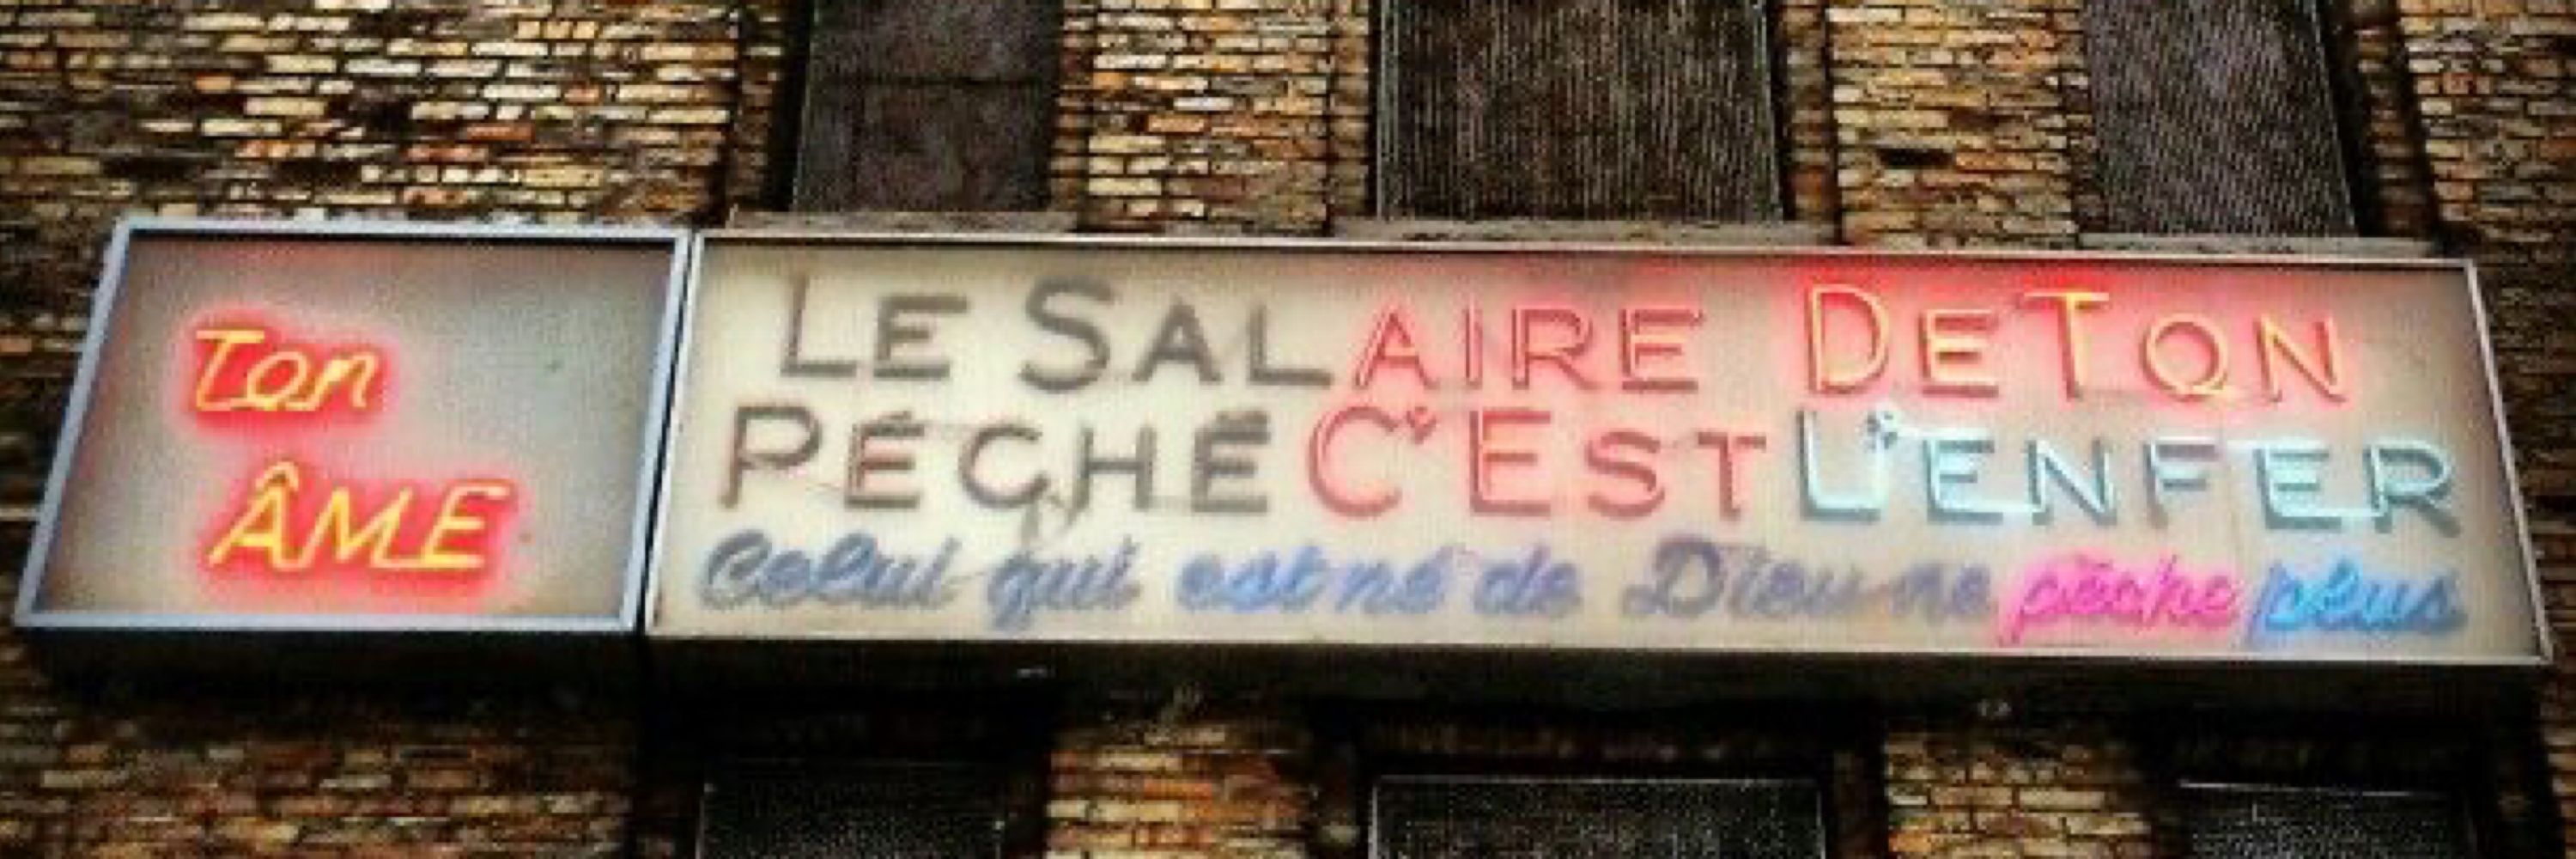 Ton
ÂME
LE SALAIRE DE TON
PÉCHÉ C'EST L'ENFER
Celui qui est né de Dieu ne pèche plus